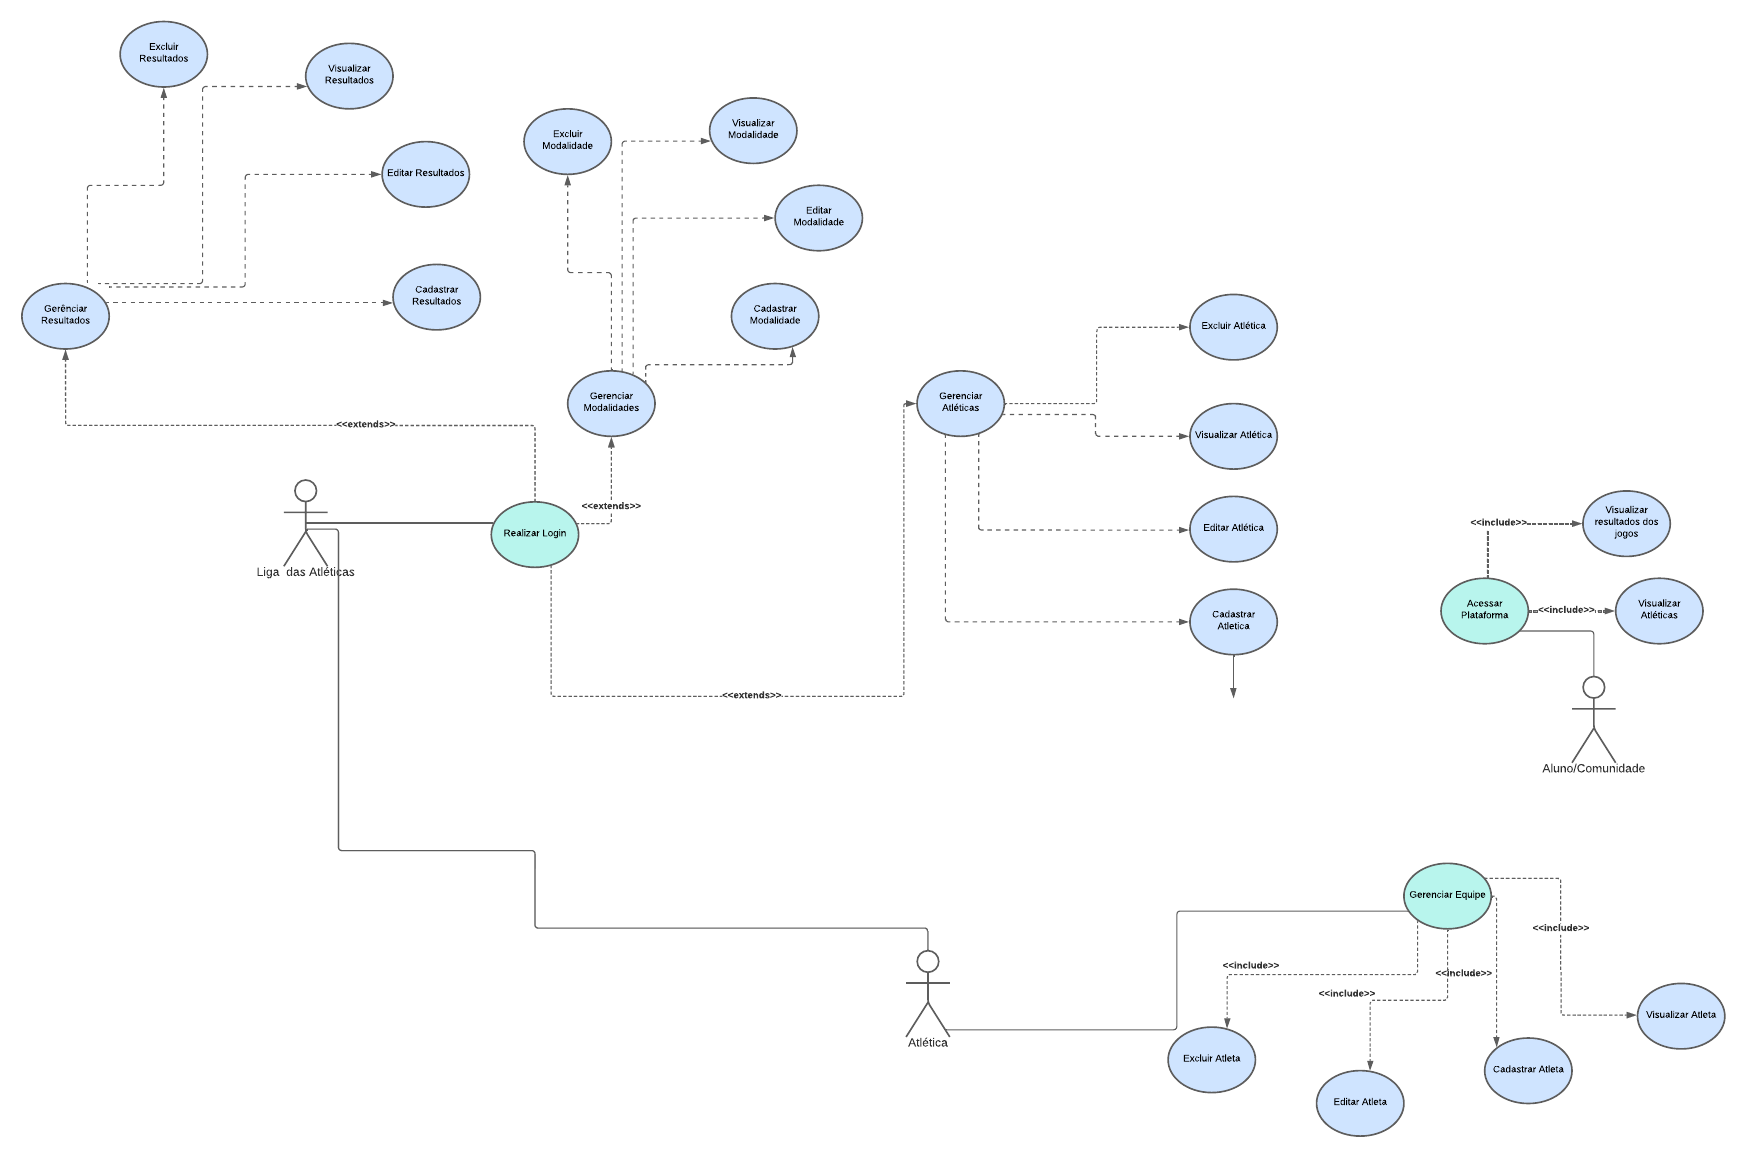 Excluir
Resultados
Visualizar
Resultados
Editar Resultados
Cadastrar
Resultados
Gerênciar
Resultados
<<extends>>
Excluir
Modalidade
Visualizar
Modalidade
Editar
Modalidade
Cadastrar
Modalidade
Gerenciar
Modalidades
<<extends>>
Realizar Login
Liga das Atléticas
<<extends>>
Gerenciar
Atléticas
Excluir Atlética
Visualizar Atlética
Editar Atlética
Cadastrar
Atletica
<<include>>
Visualizar
resultados dos
jogos
Acessar
Plataforma
<<include>>
Visualizar
Atléticas
Aluno/Comunidade
Gerenciar Equipe
<<include>>
<<include>>
<<include>>
<<include>>
Atlética
Excluir Atleta
Editar Atleta
Cadastrar Atleta
Visualizar Atleta